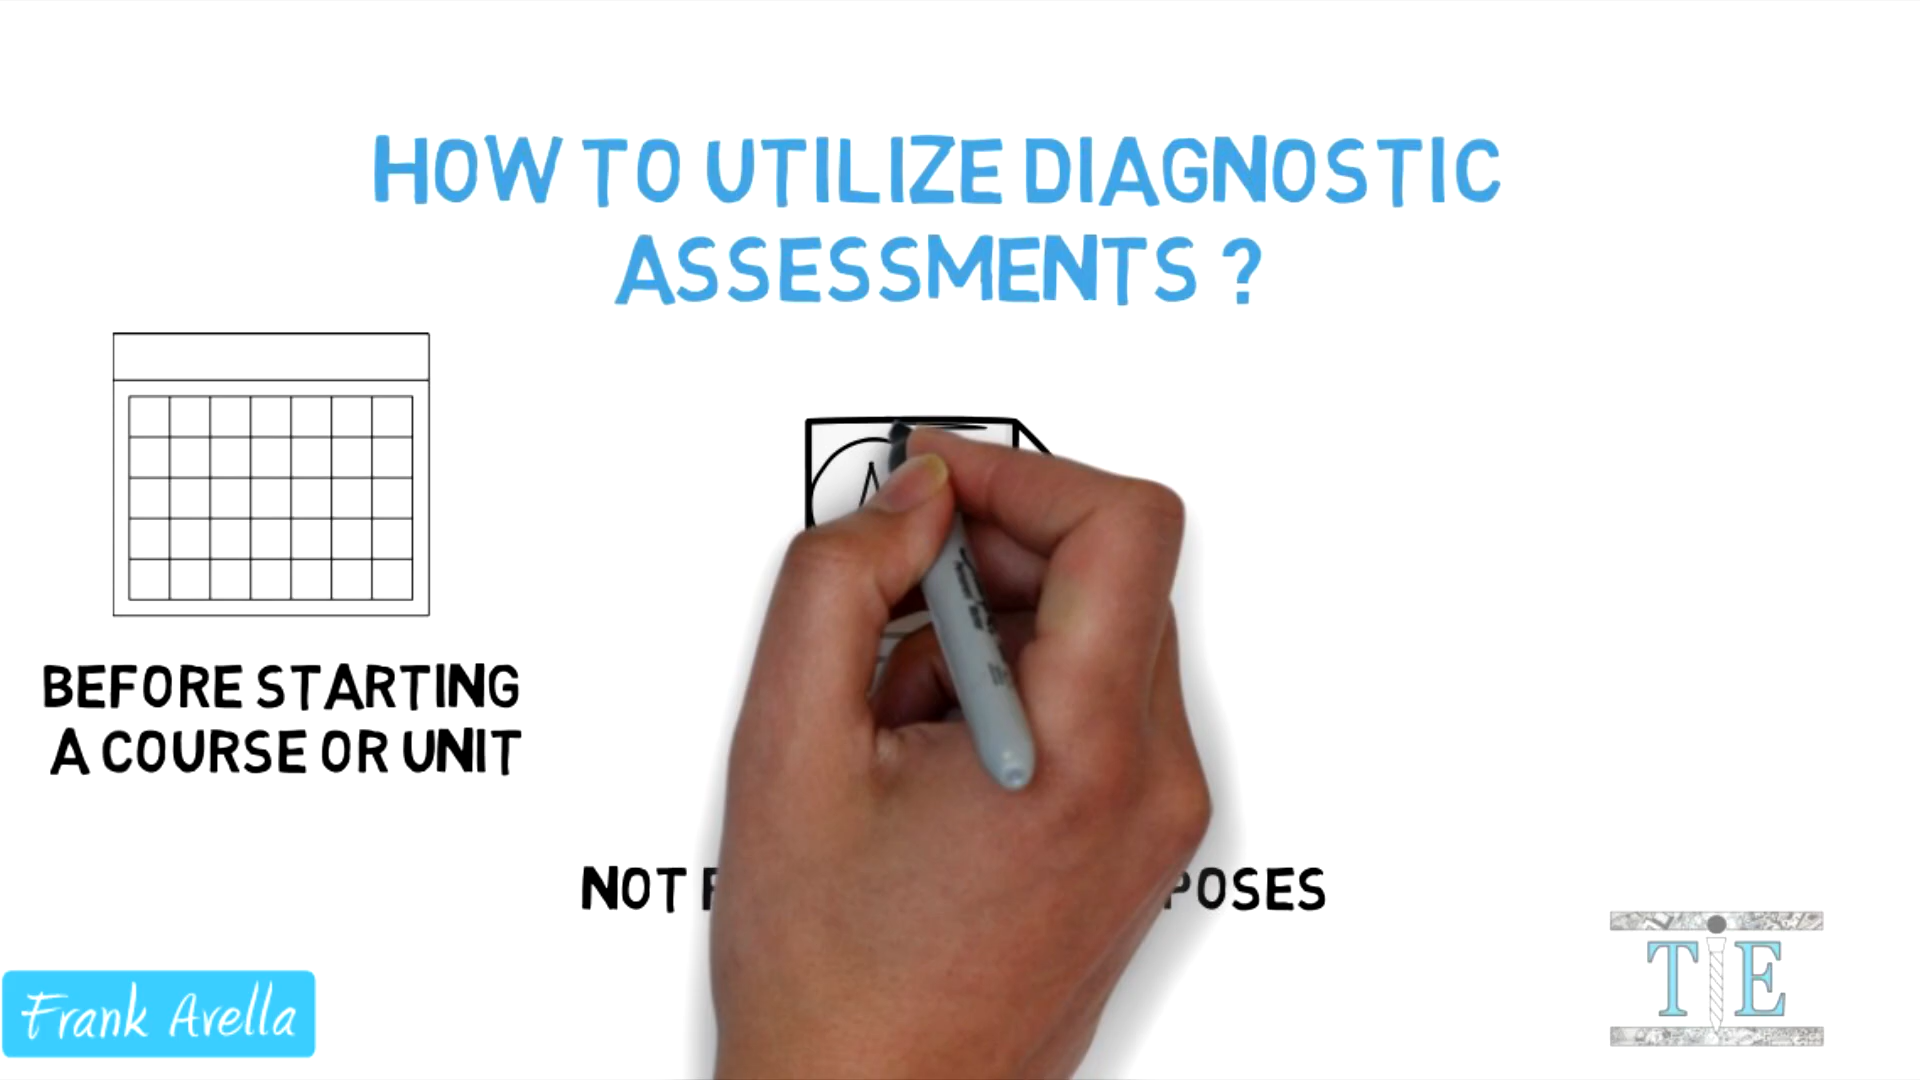 HOW TO UTILIZE DIAGNOSTIC
ASSESSMENTS ?
BEFORE STARTING
A COURSE OR UNIT
A
NOT
Frank Avella
TiE